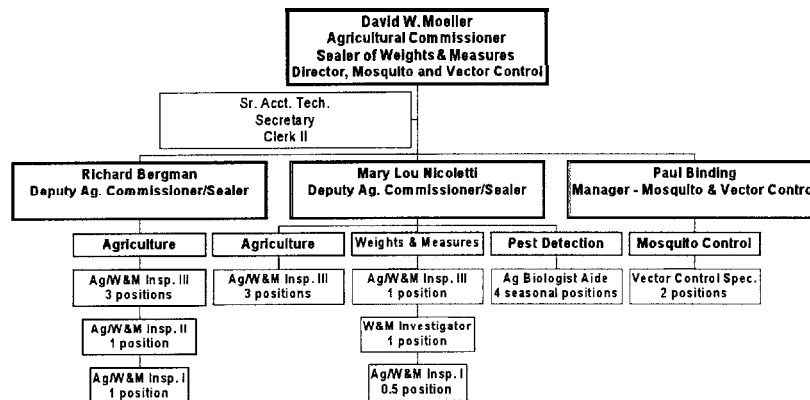 David W. Moeller
Agricultural Commissioner
Sealer of Weights & Measures
Director, Mosquito and Vector Control
Sr. Acct. Tech.
Secretary
Clerk II
Richard Bergman
Deputy Ag. Commissioner/Sealer
Mary Lou Nicoletti
Deputy Ag. Commissioner/Sealer
Paul Binding
Manager - Mosquito & Vector Contro
Agriculture
Agriculture
Weights & Measures
Pest Detection
Mosquito Control
Ag/W&M Insp. III
3 positions
Ag/W&M Insp. III
3 positions
Ag/W&M Insp. III
1 position
Ag Biologist Aide
4 seasonal positions
Vector Control Spec.
2 positions
Ag/W&M Insp. II
1 position
W&M Investigator
1 position
Ag/W&M Insp. I
1 position
Ag/W&M Insp. I
0.5 position